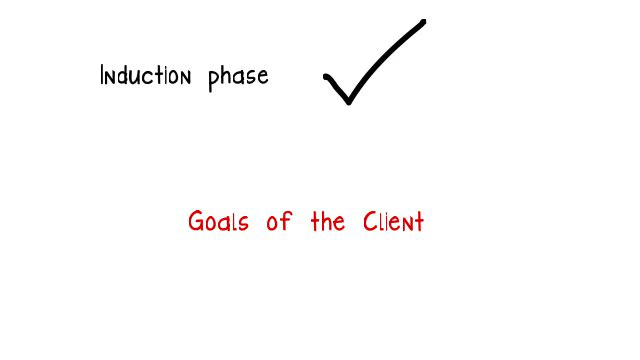 Induction phase
Goals of the Client